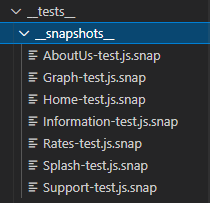 __tests__
__snapshots__
AboutUs-test.js.snap
Graph-test.js.snap
Home-test.js.snap
Information-test.js.snap
Rates-test.js.snap
Splash-test.js.snap
Support-test.js.snap